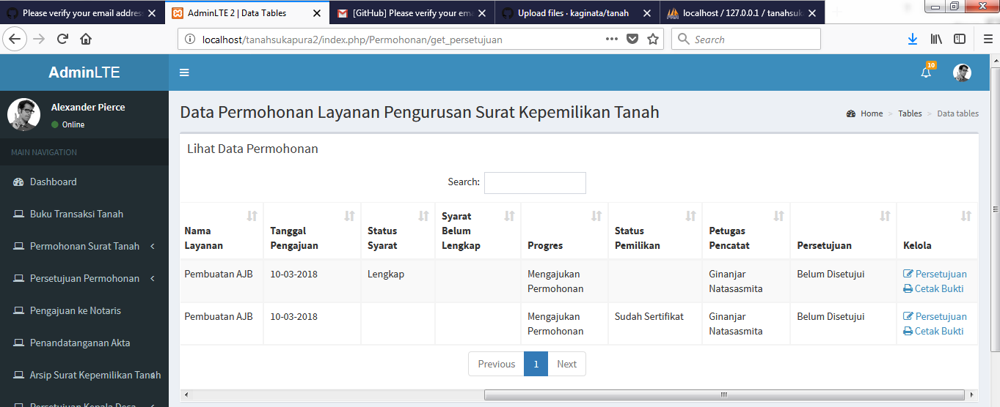 Please verify your email addres
AdminLTE 2 | Data Tables
[GitHub] Please verify your ema
Upload files · kaginata/tanah
localhost / 127.0.0.1 / tanahsuk
localhost/tanahsukapura2/index.php/Permohonan/get_persetujuan
Search
AdminLTE
10
Alexander Pierce
Online
MAIN NAVIGATION
Dashboard
Buku Transaksi Tanah
Permohonan Surat Tanah
Persetujuan Permohonan
Pengajuan ke Notaris
Penandatanganan Akta
Arsip Surat Kepemilikan Tanah
Persetujuan Kepala Desa
Data Permohonan Layanan Pengurusan Surat Kepemilikan Tanah
Home > Tables > Data tables
Lihat Data Permohonan
Search:
Nama Layanan
Tanggal Pengajuan
Status Syarat
Syarat Belum Lengkap
Progres
Status Pemilikan
Petugas Pencatat
Persetujuan
Kelola
Pembuatan AJB
10-03-2018
Lengkap
Mengajukan Permohonan
Ginanjar Natasasmita
Belum Disetujui
Persetujuan
Cetak Bukti
Pembuatan AJB
10-03-2018
Mengajukan Permohonan
Sudah Sertifikat
Ginanjar Natasasmita
Belum Disetujui
Persetujuan
Cetak Bukti
Previous 1 Next